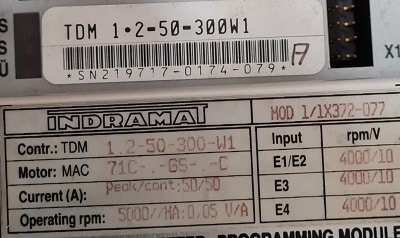 S
S
Ü
TDM 1•2-50-300W1
*SN219717-0174-079*
A
X1
INDRAMAT
MOD 1/1X372-077
Contr.: TDM 1.2-50-300-W1
Input rpm/V
Motor: MAC 71C-.-GS-.-C
E1/E2 4000/10
Current (A): Peak/cont;50/50
E3 4000/10
Operating rpm: 5000//MA:0.05 V/A
E4 4000/10
PROGRAMMING MODULE